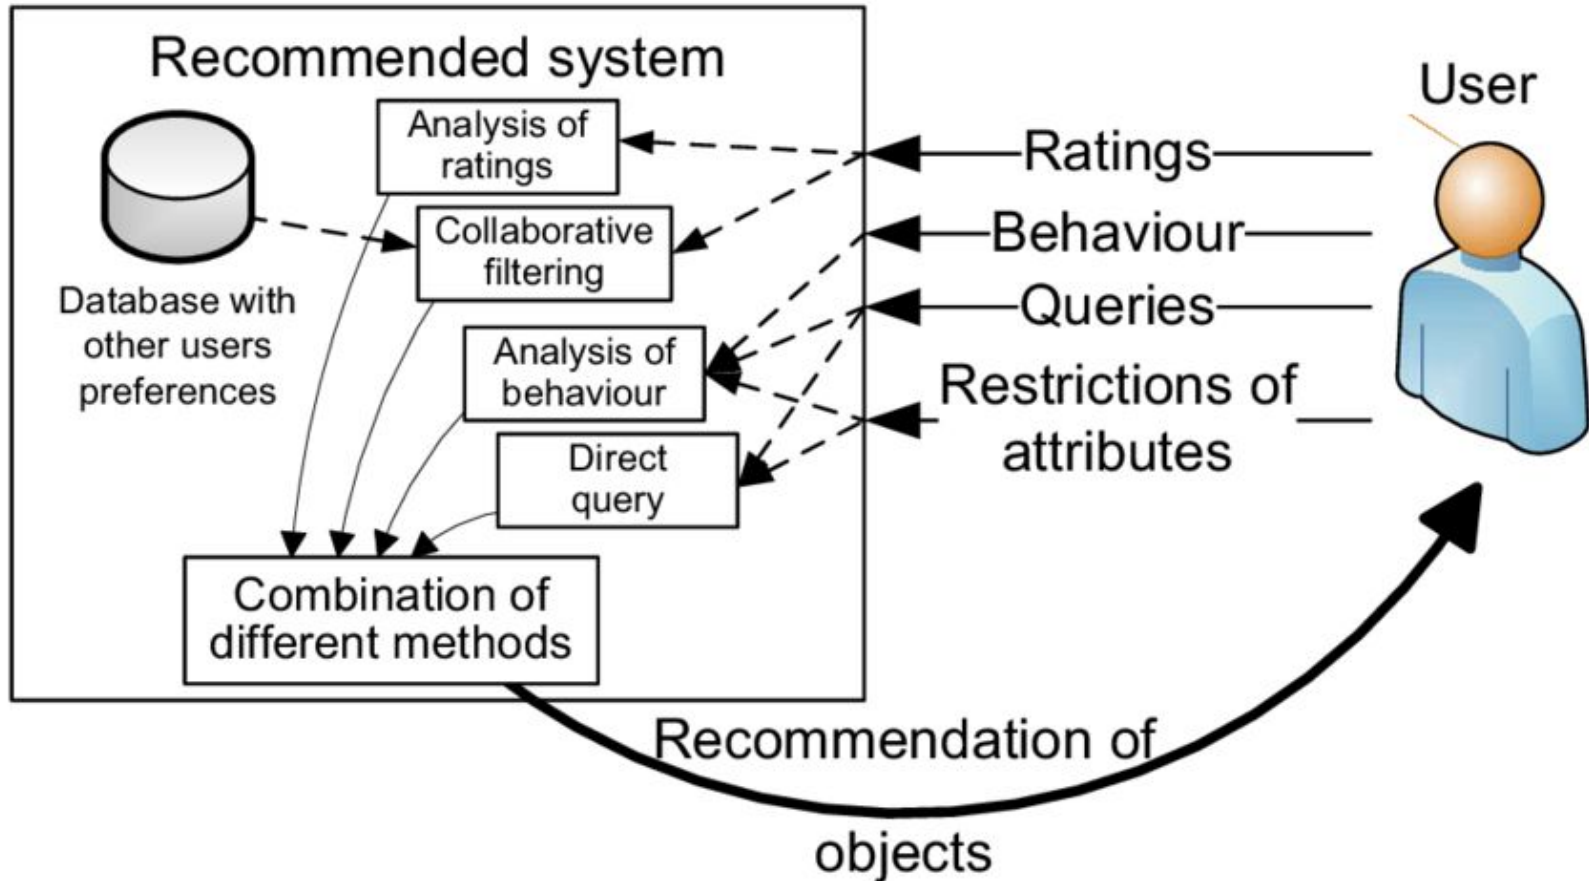 Recommended system
User
Analysis of
ratings
Ratings
Collaborative
filtering
Behaviour
Database with
other users
preferences
Queries
Analysis of
behaviour
Restrictions of
attributes
Direct
query
Combination of
different methods
Recommendation of
objects